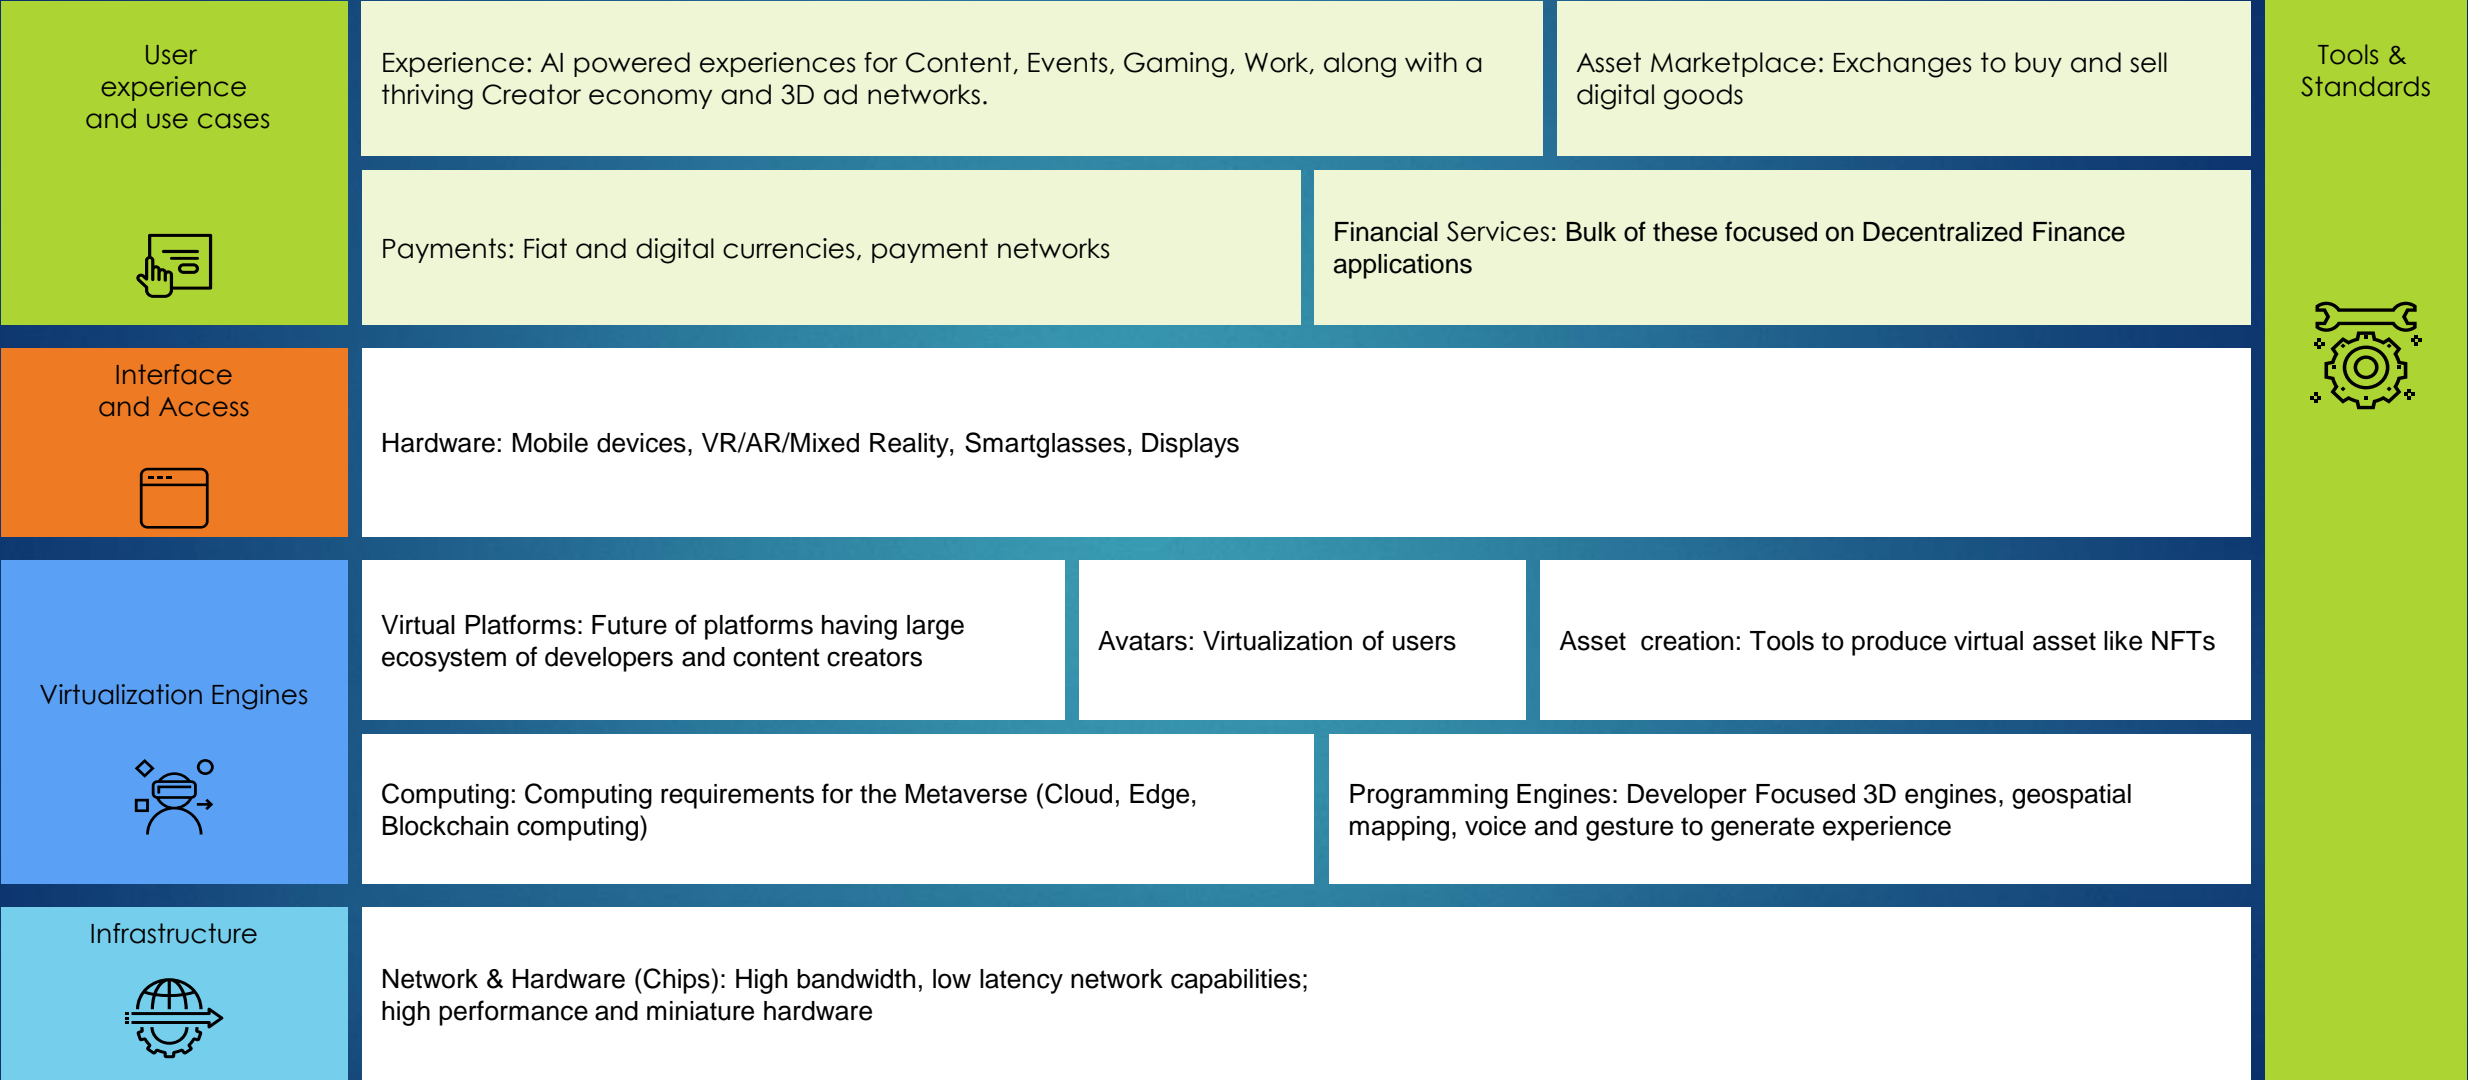 User
experience
and use cases
Experience: AI powered experiences for Content, Events, Gaming, Work, along with a
thriving Creator economy and 3D ad networks.
Asset Marketplace: Exchanges to buy and sell
digital goods
Tools &
Standards
Payments: Fiat and digital currencies, payment networks
Financial Services: Bulk of these focused on Decentralized Finance
applications
Interface
and Access
Hardware: Mobile devices, VR/AR/Mixed Reality, Smartglasses, Displays
Virtualization Engines
Virtual Platforms: Future of platforms having large
ecosystem of developers and content creators
Avatars: Virtualization of users
Asset  creation: Tools to produce virtual asset like NFTs
Computing: Computing requirements for the Metaverse (Cloud, Edge,
Blockchain computing)
Programming Engines: Developer Focused 3D engines, geospatial
mapping, voice and gesture to generate experience
Infrastructure
Network & Hardware (Chips): High bandwidth, low latency network capabilities;
high performance and miniature hardware